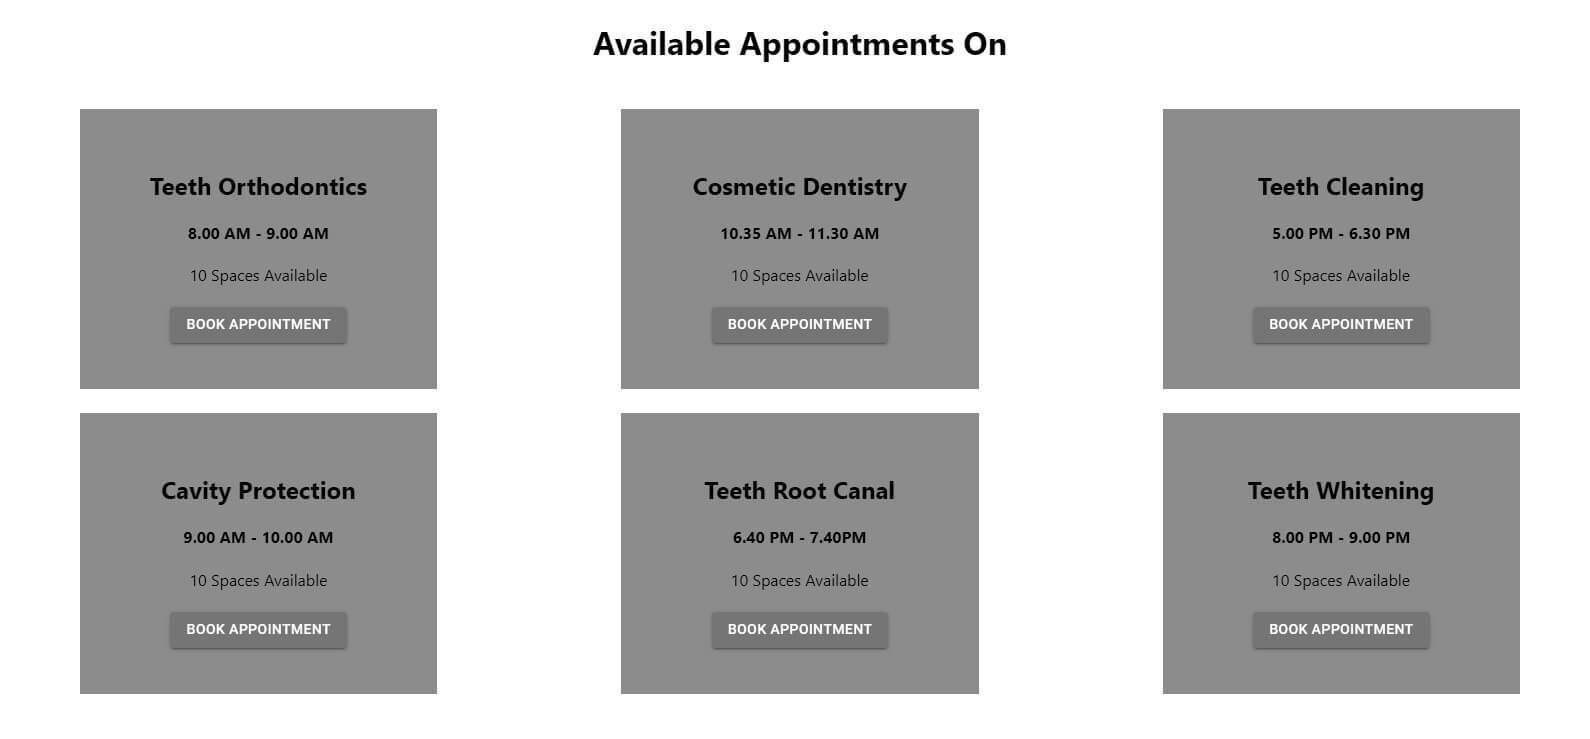 Available Appointments On
Teeth Orthodontics
8.00 AM - 9.00 AM
10 Spaces Available
BOOK APPOINTMENT
Cosmetic Dentistry
10.35 AM - 11.30 AM
10 Spaces Available
BOOK APPOINTMENT
Teeth Cleaning
5.00 PM - 6.30 PM
10 Spaces Available
BOOK APPOINTMENT
Cavity Protection
9.00 AM - 10.00 AM
10 Spaces Available
BOOK APPOINTMENT
Teeth Root Canal
6.40 PM - 7.40PM
10 Spaces Available
BOOK APPOINTMENT
Teeth Whitening
8.00 PM - 9.00 PM
10 Spaces Available
BOOK APPOINTMENT